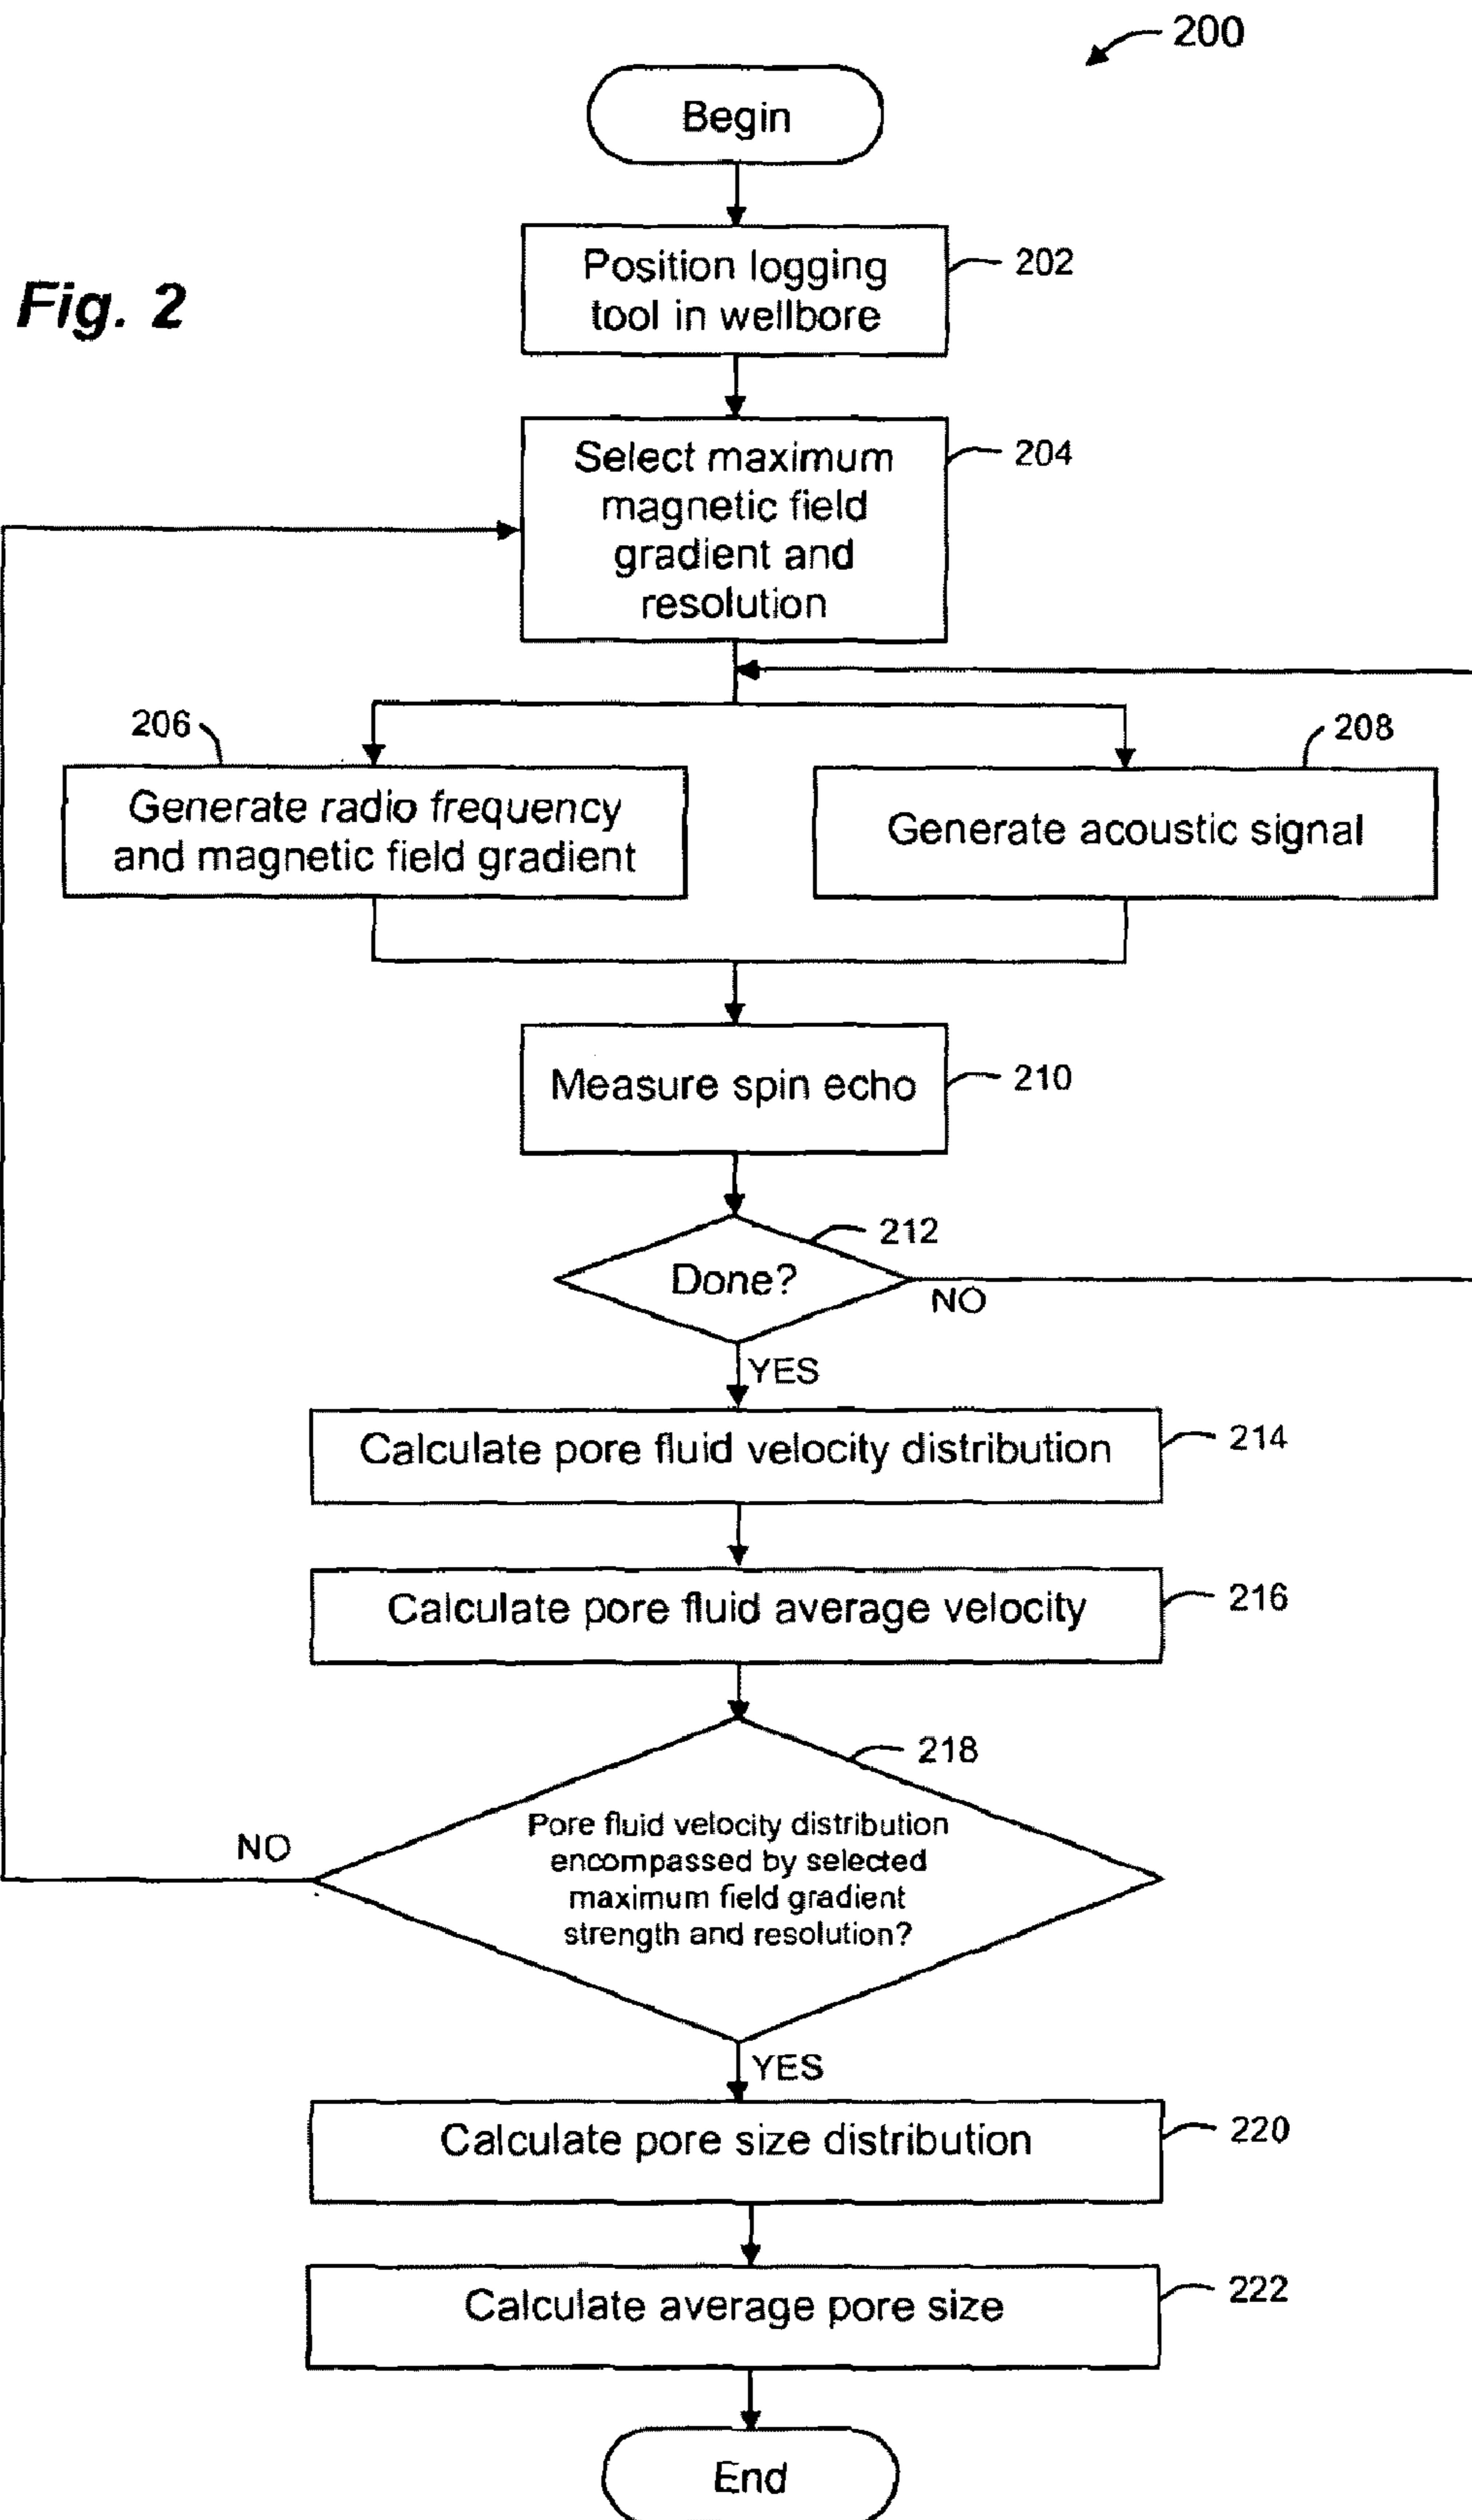 200
Begin
Position logging
tool in wellbore
202
Fig. 2
Select maximum
magnetic field
gradient and
resolution
204
206
Generate radio frequency
and magnetic field gradient
208
Generate acoustic signal
Measure spin echo
210
212
Done?
NO
YES
Calculate pore fluid velocity distribution
214
Calculate pore fluid average velocity
216
218
Pore fluid velocity distribution
encompassed by selected
maximum field gradient
strength and resolution?
NO
YES
Calculate pore size distribution
220
Calculate average pore size
222
End